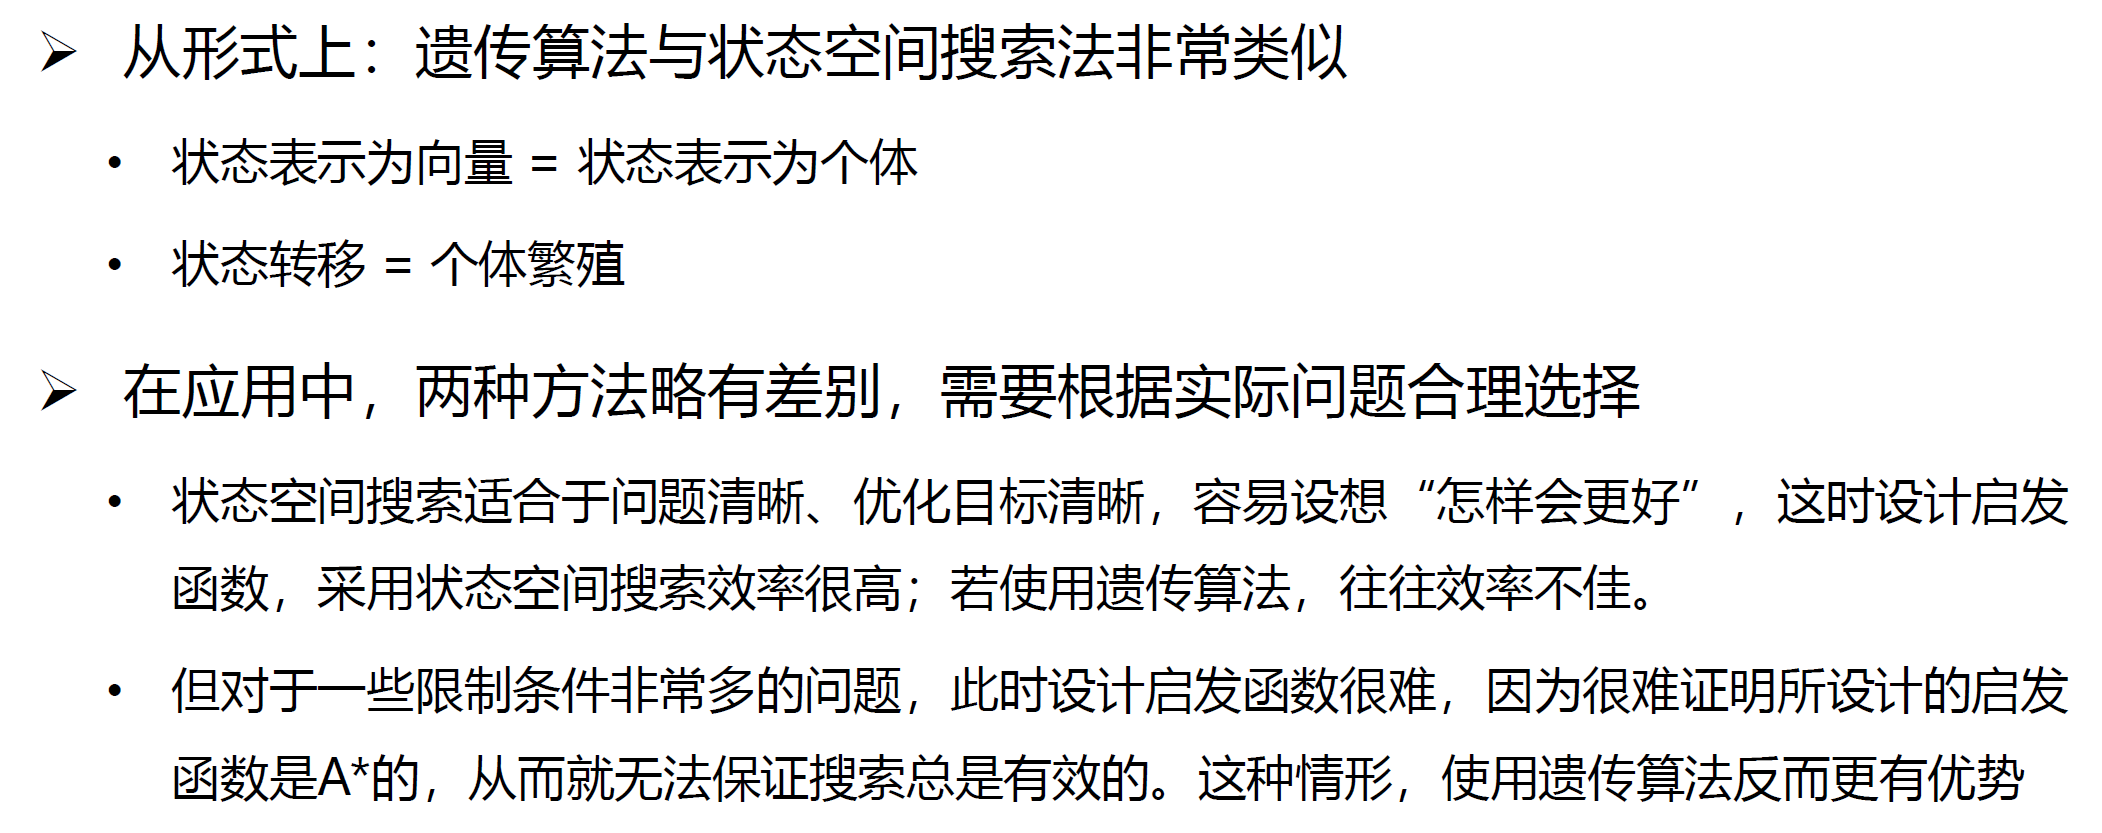 ➢ 从形式上：遗传算法与状态空间搜索法非常类似
• 状态表示为向量 = 状态表示为个体
• 状态转移 = 个体繁殖
➢ 在应用中，两种方法略有差别，需要根据实际问题合理选择
• 状态空间搜索适合于问题清晰、优化目标清晰，容易设想“怎样会更好”，这时设计启发
函数，采用状态空间搜索效率很高；若使用遗传算法，往往效率不佳。
• 但对于一些限制条件非常多的问题，此时设计启发函数很难，因为很难证明所设计的启发
函数是A*的，从而就无法保证搜索总是有效的。这种情形，使用遗传算法反而更有优势